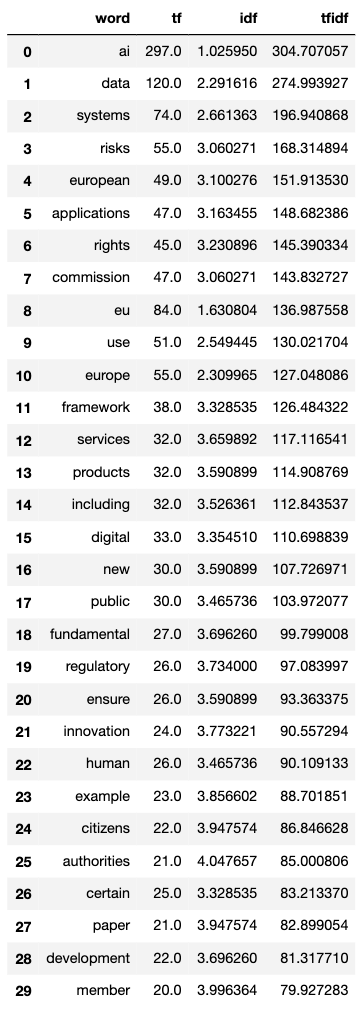 word tf idf tfidf
0 ai 297.0 1.025950 304.707057
1 data 120.0 2.291616 274.993927
2 systems 74.0 2.661363 196.940868
3 risks 55.0 3.060271 168.314894
4 european 49.0 3.100276 151.913530
5 applications 47.0 3.163455 148.682386
6 rights 45.0 3.230896 145.390334
7 commission 47.0 3.060271 143.832727
8 eu 84.0 1.630804 136.987558
9 use 51.0 2.549445 130.021704
10 europe 55.0 2.309965 127.048086
11 framework 38.0 3.328535 126.484322
12 services 32.0 3.659892 117.116541
13 products 32.0 3.590899 114.908769
14 including 32.0 3.526361 112.843537
15 digital 33.0 3.354510 110.698839
16 new 30.0 3.590899 107.726971
17 public 30.0 3.465736 103.972077
18 fundamental 27.0 3.696260 99.799008
19 regulatory 26.0 3.734000 97.083997
20 ensure 26.0 3.590899 93.363375
21 innovation 24.0 3.773221 90.557294
22 human 26.0 3.465736 90.109133
23 example 23.0 3.856602 88.701851
24 citizens 22.0 3.947574 86.846628
25 authorities 21.0 4.047657 85.000806
26 certain 25.0 3.328535 83.213370
27 paper 21.0 3.947574 82.899054
28 development 22.0 3.696260 81.317710
29 member 20.0 3.996364 79.927283